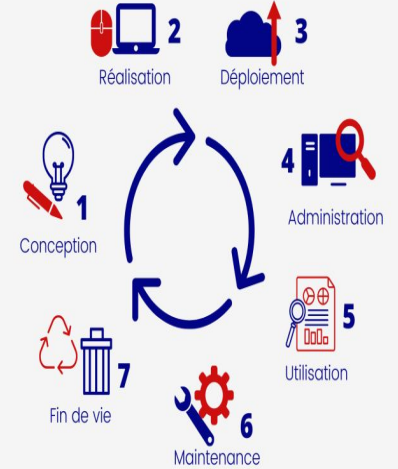 1
Conception
2
Réalisation
3
Déploiement
4
Administration
5
Utilisation
6
Maintenance
7
Fin de vie